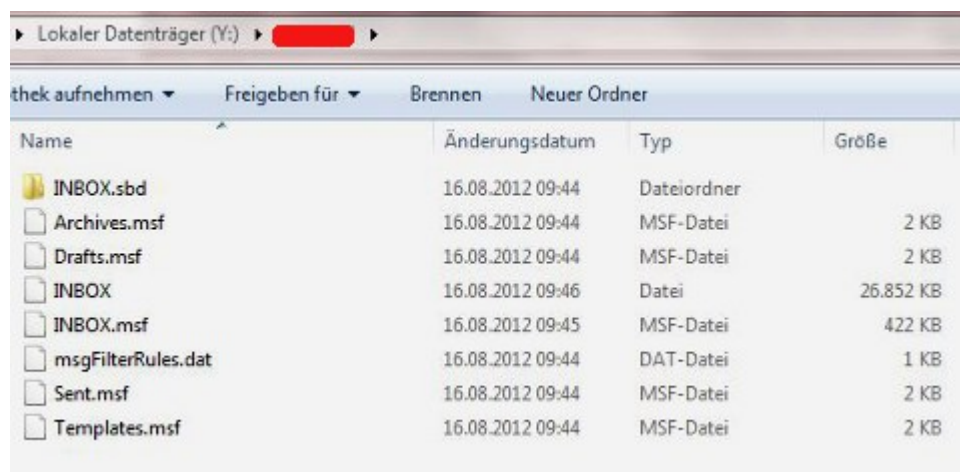 Lokaler Datenträger (Y:)
thek aufnehmen Freigeben für Brennen Neuer Ordner
Name Änderungsdatum Typ Größe
INBOX.sbd 16.08.2012 09:44 Dateiordner
Archives.msf 16.08.2012 09:44 MSF-Datei 2 KB
Drafts.msf 16.08.2012 09:44 MSF-Datei 2 KB
INBOX 16.08.2012 09:46 Datei 26.852 KB
INBOX.msf 16.08.2012 09:45 MSF-Datei 422 KB
msgFilterRules.dat 16.08.2012 09:44 DAT-Datei 1 KB
Sent.msf 16.08.2012 09:44 MSF-Datei 2 KB
Templates.msf 16.08.2012 09:44 MSF-Datei 2 KB